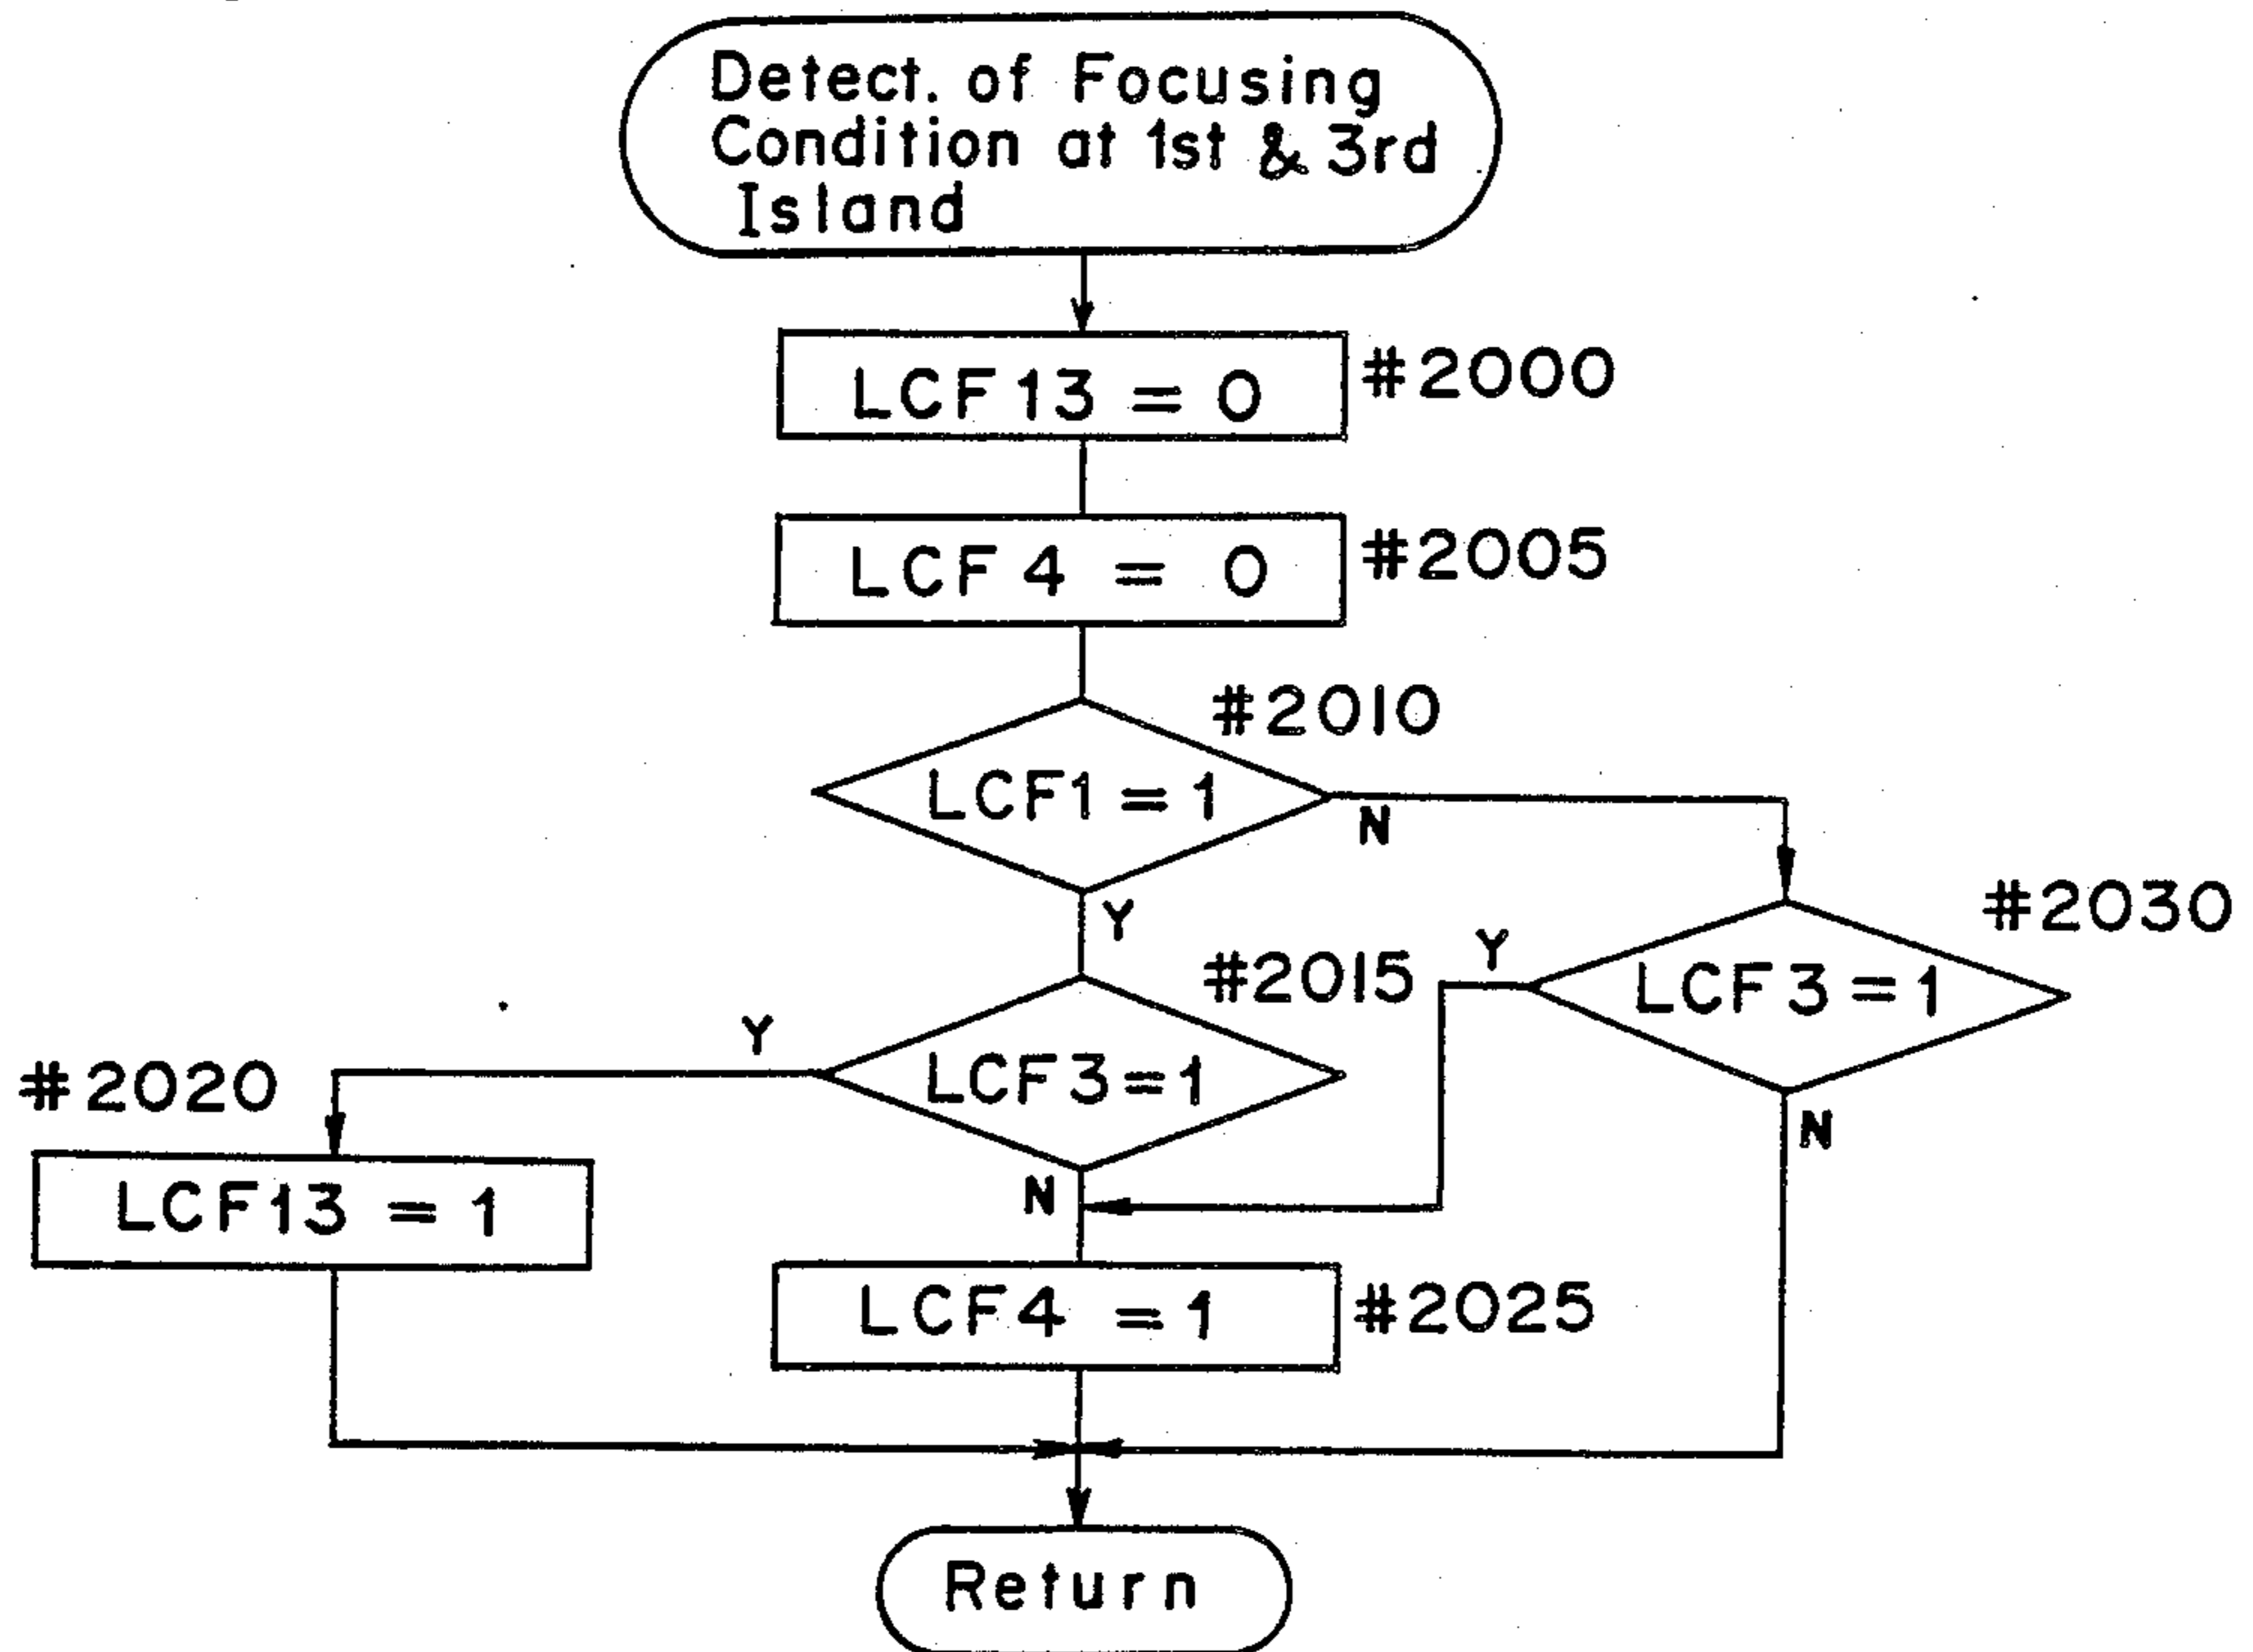 Detect. of Focusing
Condition at 1st & 3rd
Island
LCF13 = 0
#2000
LCF4 = 0
#2005
#2010
LCF1 = 1
N
Y
#2030
Y
LCF3 = 1
N
#2015
Y
LCF3=1
N
#2020
LCF13 = 1
LCF4 = 1
#2025
Return